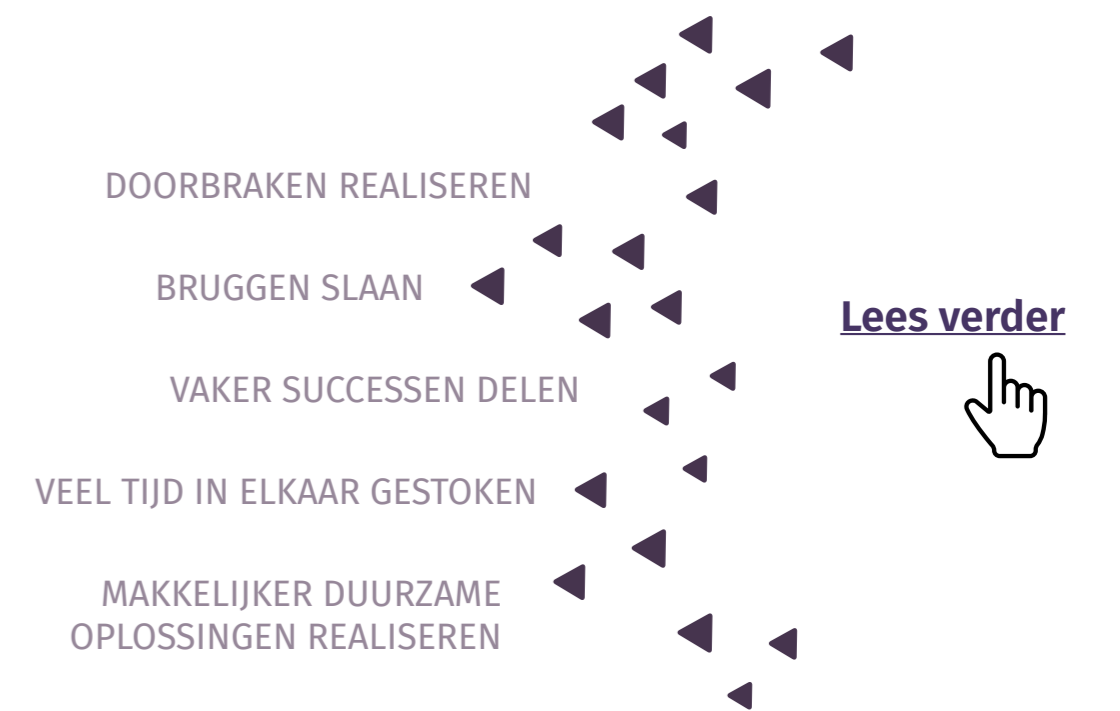 DOORBRAKEN REALISEREN
BRUGGEN SLAAN
VAKER SUCCESSEN DELEN
VEEL TIJD IN ELKAAR GESTOKEN
MAKKELIJKER DUURZAME
OPLOSSINGEN REALISEREN
Lees verder